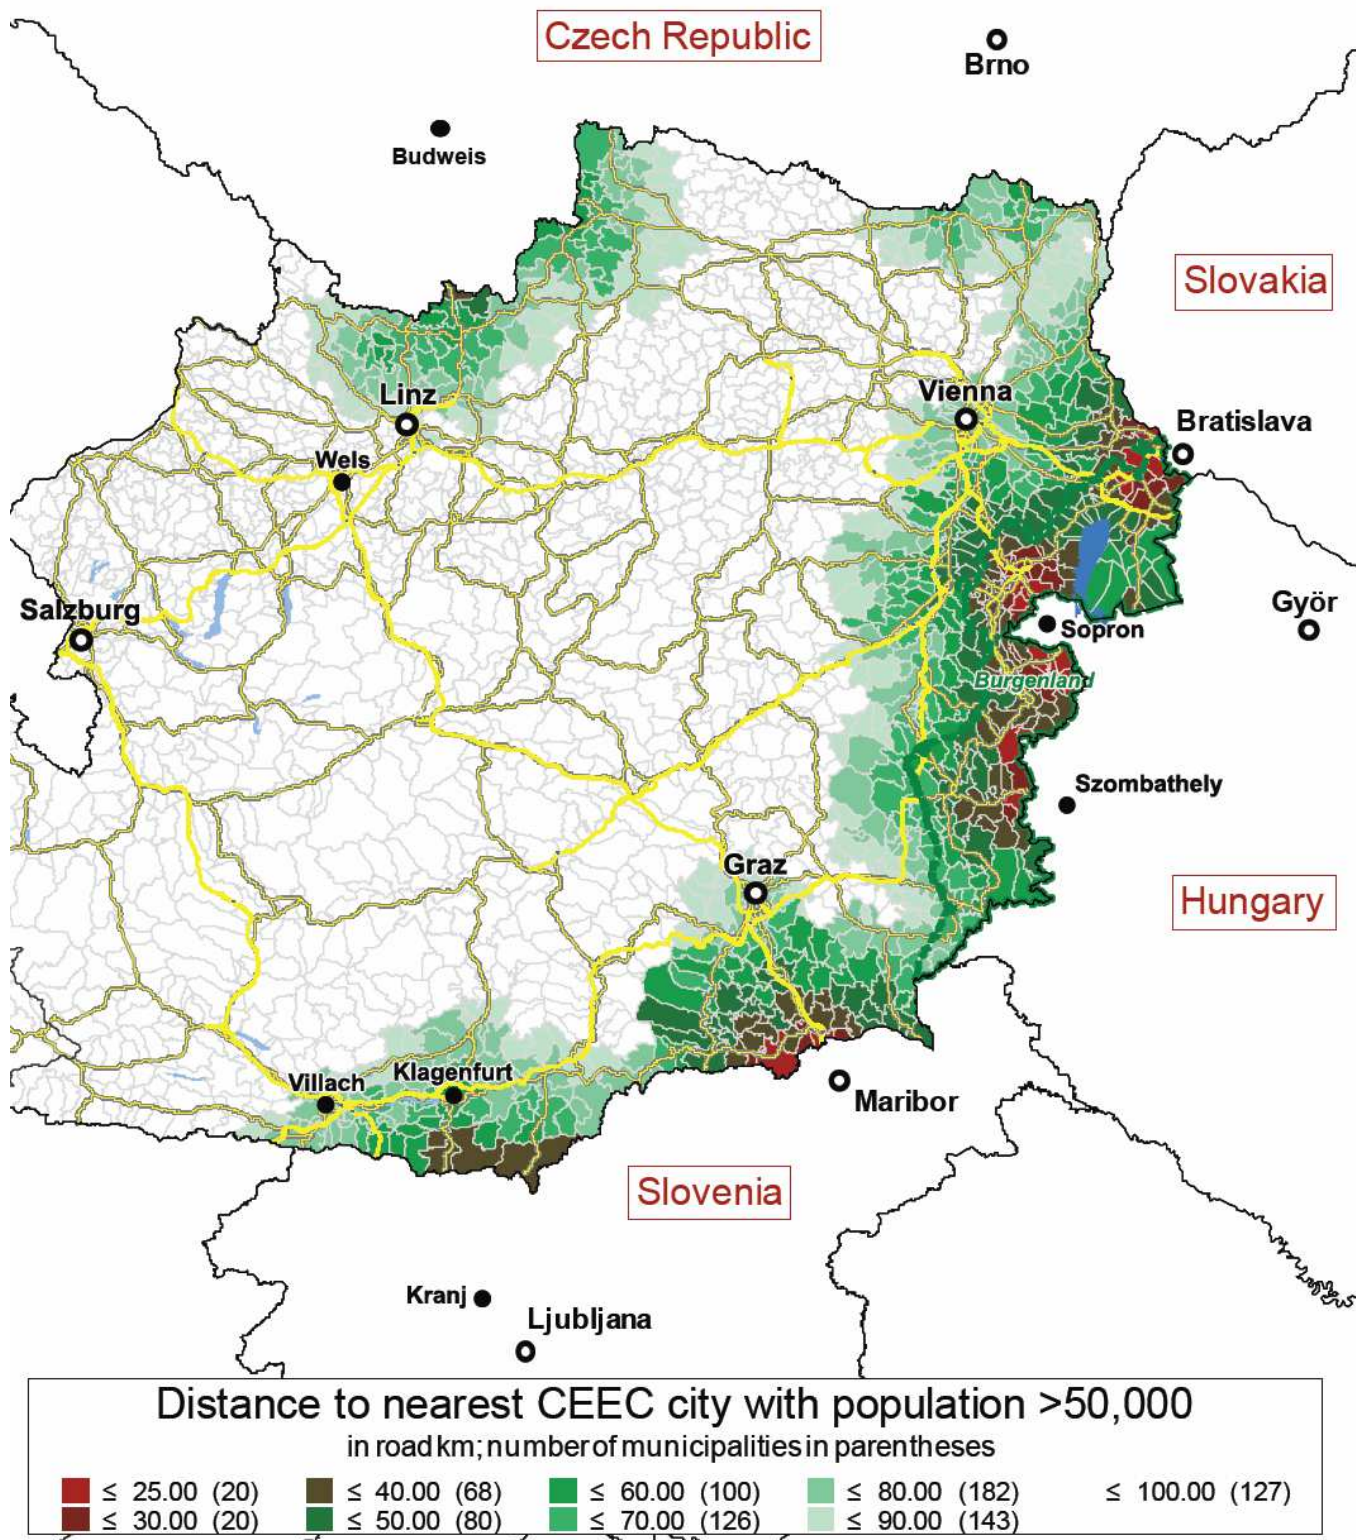 Czech Republic
Brno
Budweis
Slovakia
Linz
Vienna
Bratislava
Wels
Salzburg
Györ
Sopron
Burgenland
Szombathely
Graz
Hungary
Villach
Klagenfurt
Maribor
Slovenia
Kranj
Ljubljana
Distance to nearest CEEC city with population >50,000
in road km; number of municipalities in parentheses
≤ 25.00 (20) ≤ 40.00 (68) ≤ 60.00 (100) ≤ 80.00 (182) ≤ 100.00 (127)
≤ 30.00 (20) ≤ 50.00 (80) ≤ 70.00 (126) ≤ 90.00 (143)